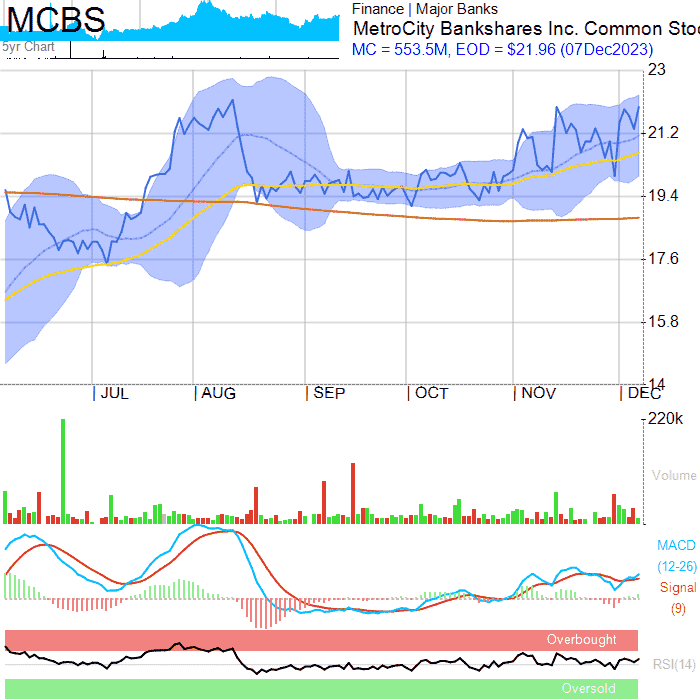 MCBS
5yr Chart
Finance | Major Banks
MetroCity Bankshares Inc. Common Stoc
MC = 553.5M, EOD = $21.96 (07Dec2023)
23
21.2
19.4
17.6
15.8
14
JUL AUG SEP OCT NOV DEC
220k
Volume
MACD
(12-26)
Signal
(9)
Overbought
RSI(14)
Oversold